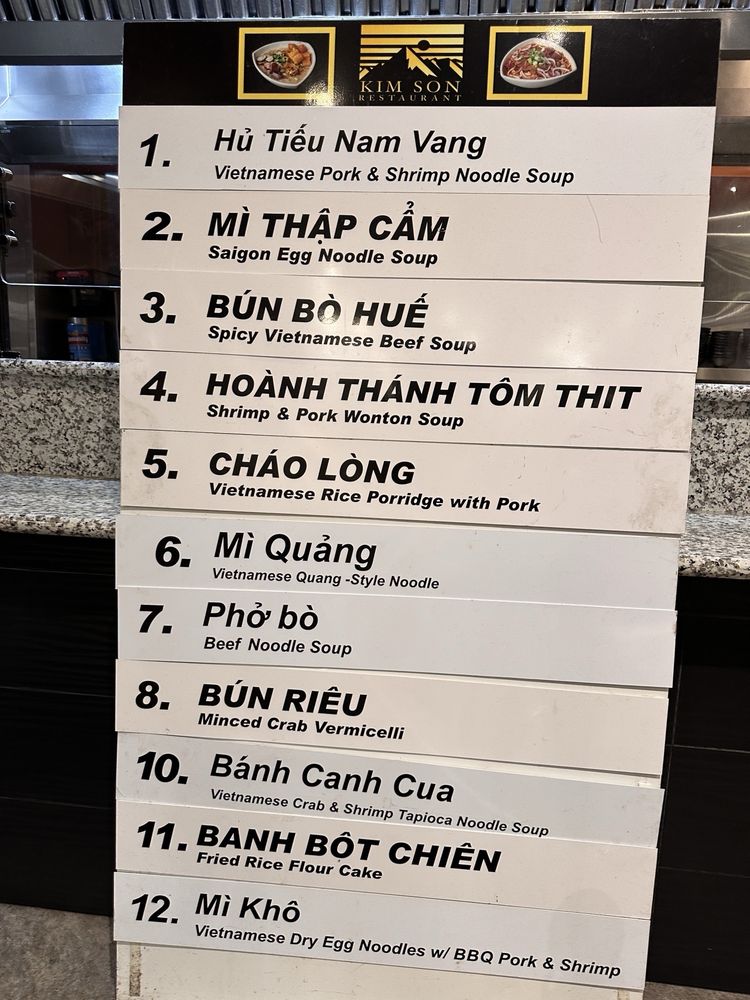 KIM SON
RESTAURANT
1. Hủ Tiếu Nam Vang
Vietnamese Pork & Shrimp Noodle Soup
2. MÌ THẬP CẨM
Saigon Egg Noodle Soup
3. BÚN BÒ HUẾ
Spicy Vietnamese Beef Soup
4. HOÀNH THÁNH TÔM THIT
Shrimp & Pork Wonton Soup
5. CHÁO LÒNG
Vietnamese Rice Porridge with Pork
6. Mì Quảng
Vietnamese Quang -Style Noodle
7. Phở bò
Beef Noodle Soup
8. BÚN RIÊU
Minced Crab Vermicelli
10. Bánh Canh Cua
Vietnamese Crab & Shrimp Tapioca Noodle Soup
11. BANH BÔT CHIÊN
Fried Rice Flour Cake
12. Mì Khô
Vietnamese Dry Egg Noodles w/ BBQ Pork & Shrimp